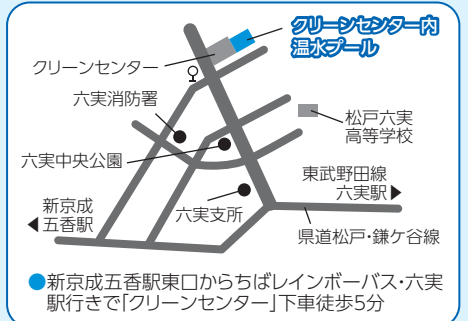 クリーンセンター内
温水プール
クリーンセンター
六実消防署
松戸六実
高等学校
六実中央公園
東武野田線
六実駅▶
新京成
◀五香駅
六実支所
県道松戸・鎌ケ谷線
●新京成五香駅東口からちばレインボーバス・六実
駅行きで「クリーンセンター」下車徒歩5分